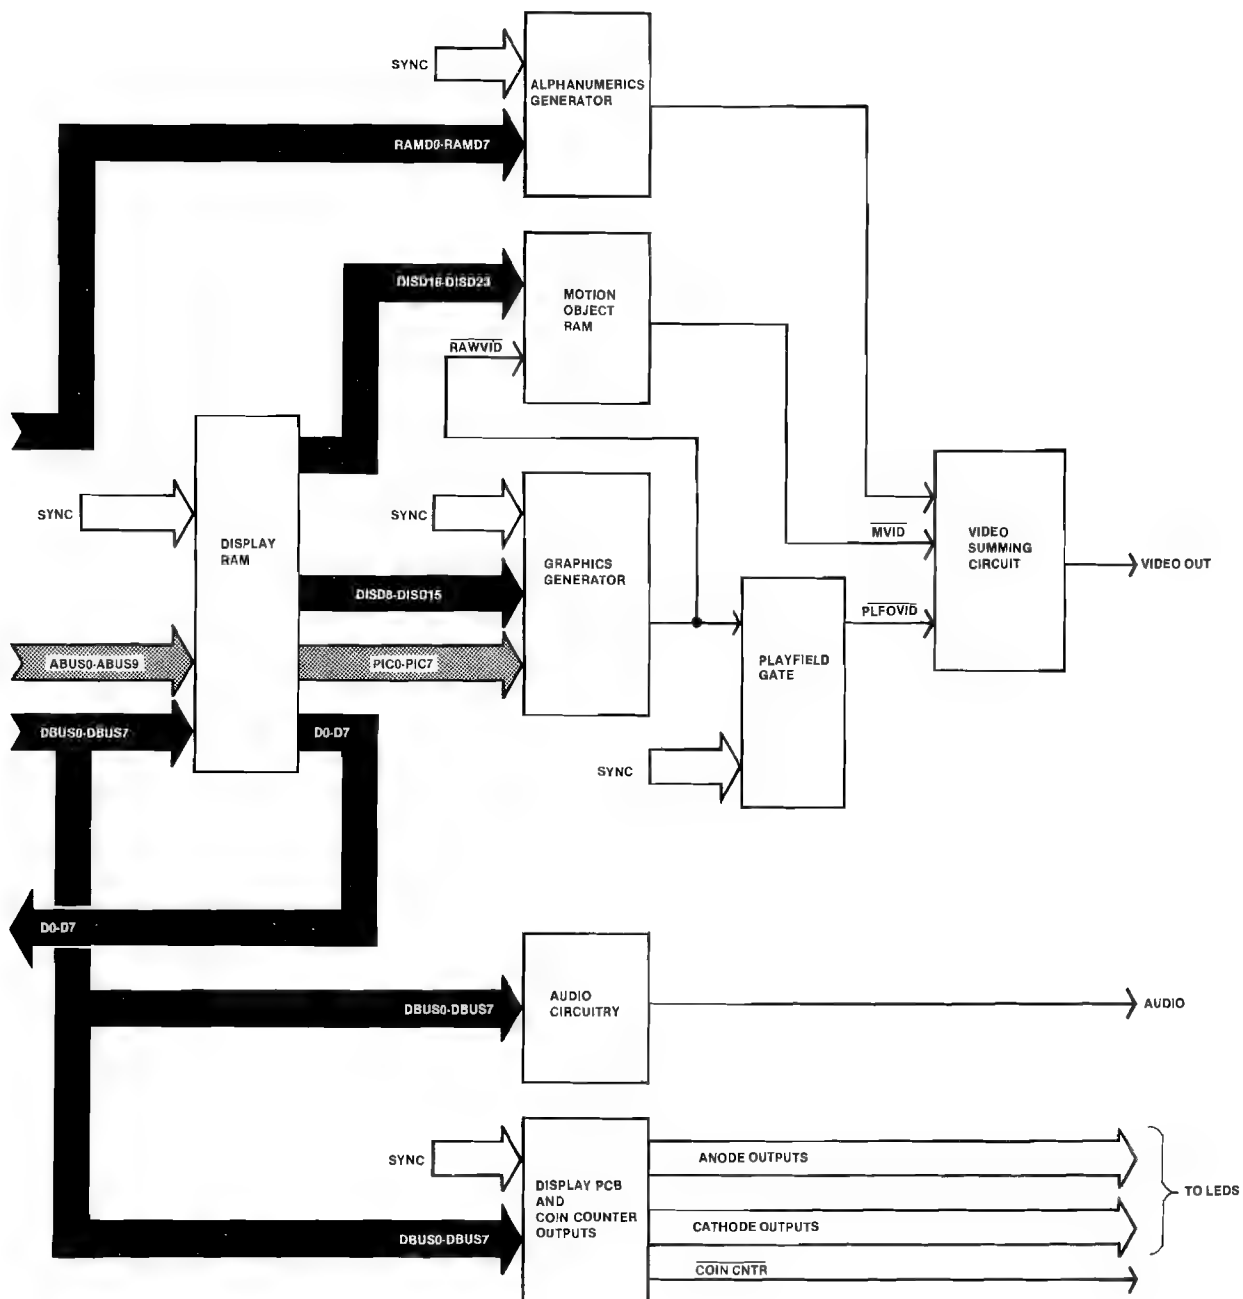 SYNC
ALPHANUMERICS
GENERATOR
RAMD0-RAMD7
DISD16-DISD23
MOTION
OBJECT
RAM
RAWVID
SYNC
DISPLAY
RAM
SYNC
GRAPHICS
GENERATOR
DISD8-DISD15
MVID
VIDEO
SUMMING
CIRCUIT
VIDEO OUT
ABUS0-ABUS9
PIC0-PIC7
PLFOVID
PLAYFIELD
GATE
DBUS0-DBUS7
D0-D7
SYNC
D0-D7
DBUS0-DBUS7
AUDIO
CIRCUITRY
AUDIO
SYNC
DISPLAY PCB
AND
COIN COUNTER
OUTPUTS
ANODE OUTPUTS
TO LEDS
CATHODE OUTPUTS
DBUS0-DBUS7
COIN CNTR